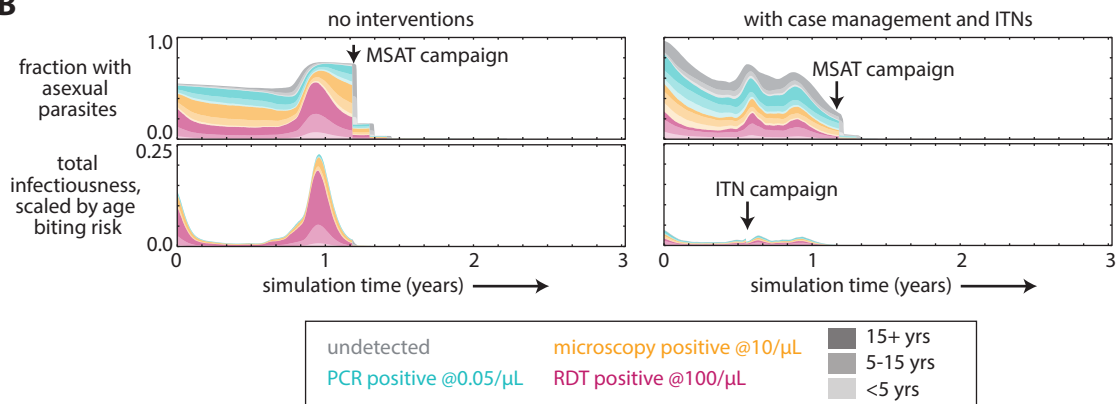 B
no interventions
with case management and ITNs
fraction with
asexual
parasites
1.0
0.0
MSAT campaign
MSAT campaign
total
infectiousness,
scaled by age
biting risk
0.25
0.0
ITN campaign
0 1 2 3
0 1 2 3
simulation time (years)
simulation time (years)
undetected
microscopy positive @10/µL
PCR positive @0.05/µL
RDT positive @100/µL
15+ yrs
5-15 yrs
<5 yrs